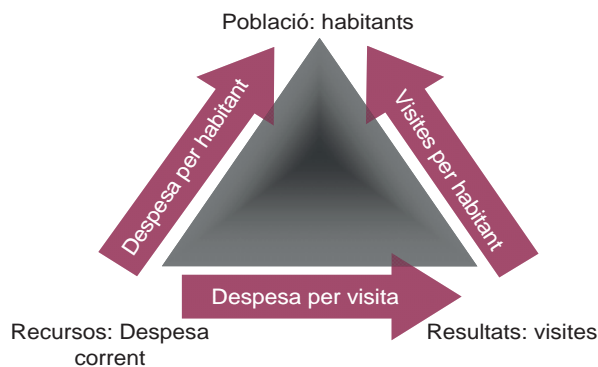 Població: habitants
Despesa per habitant
Visites per habitant
Despesa per visita
Recursos: Despesa
corrent
Resultats: visites